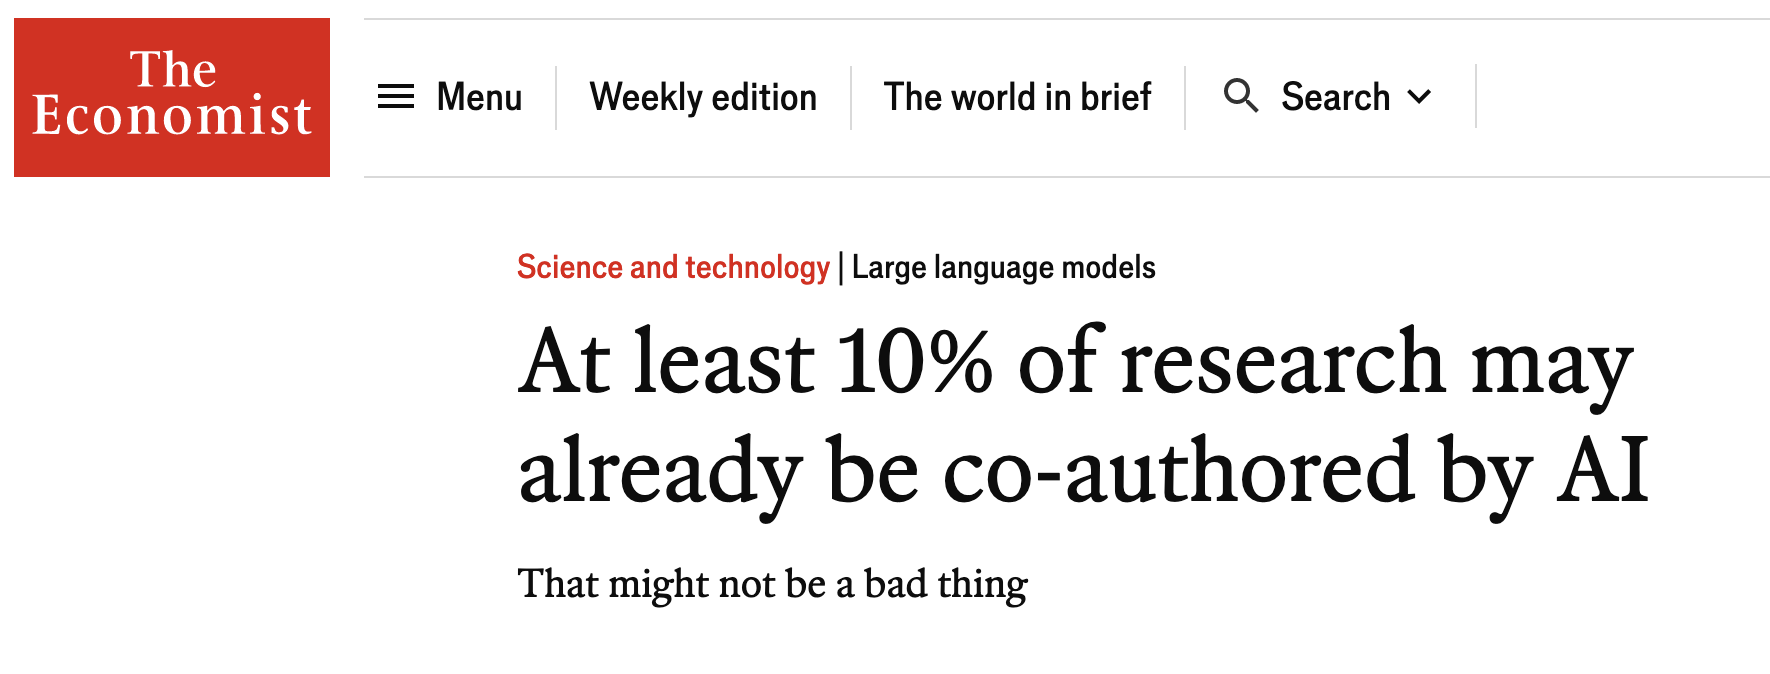 The
Economist
Menu
Weekly edition
The world in brief
Search
Science and technology | Large language models
At least 10% of research may
already be co-authored by AI
That might not be a bad thing